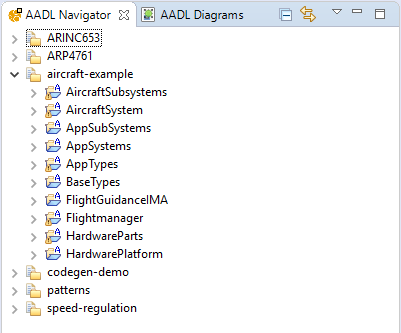 AADL Navigator AADL Diagrams
ARINC653
ARP4761
aircraft-example
AircraftSubsystems
AircraftSystem
AppSubSystems
AppSystems
AppTypes
BaseTypes
FlightGuidanceIMA
Flightmanager
HardwareParts
HardwarePlatform
codegen-demo
patterns
speed-regulation